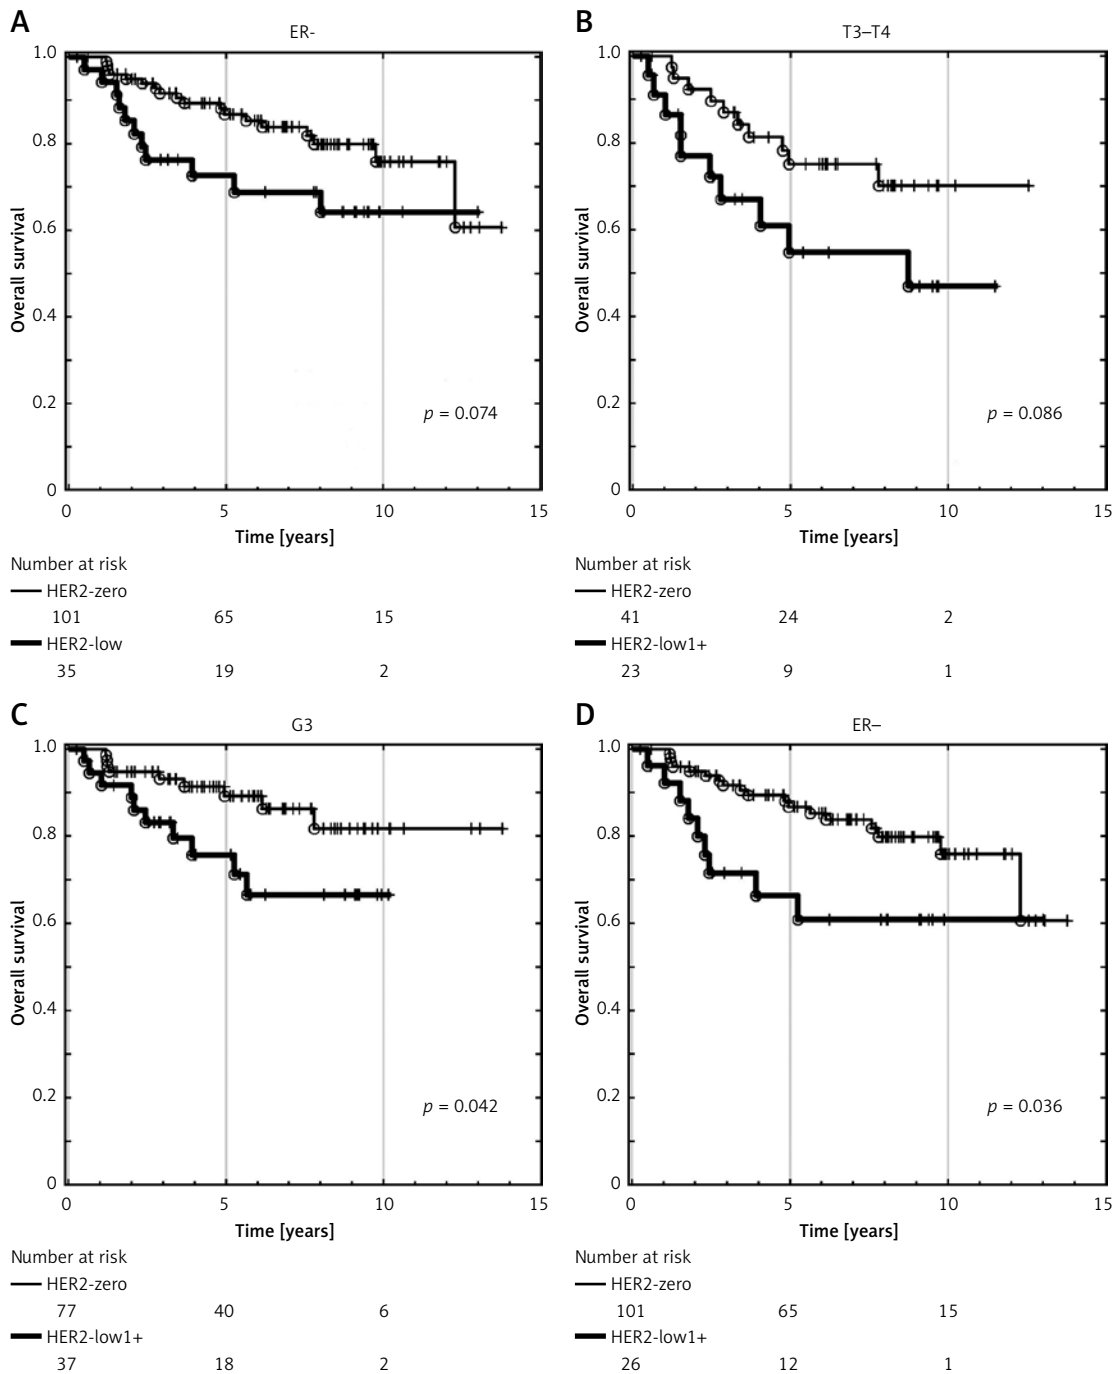 A
ER-
1.0
0.8
0.6
0.4
0.2
0
Overall survival
p = 0.074
0 5 10 15
Time [years]
Number at risk
HER2-zero
101 65 15
HER2-low
35 19 2
B
T3–T4
1.0
0.8
0.6
0.4
0.2
0
Overall survival
p = 0.086
0 5 10 15
Time [years]
Number at risk
HER2-zero
41 24 2
HER2-low1+
23 9 1
C
G3
1.0
0.8
0.6
0.4
0.2
0
Overall survival
p = 0.042
0 5 10 15
Time [years]
Number at risk
HER2-zero
77 40 6
HER2-low1+
37 18 2
D
ER–
1.0
0.8
0.6
0.4
0.2
0
Overall survival
p = 0.036
0 5 10 15
Time [years]
Number at risk
HER2-zero
101 65 15
HER2-low1+
26 12 1